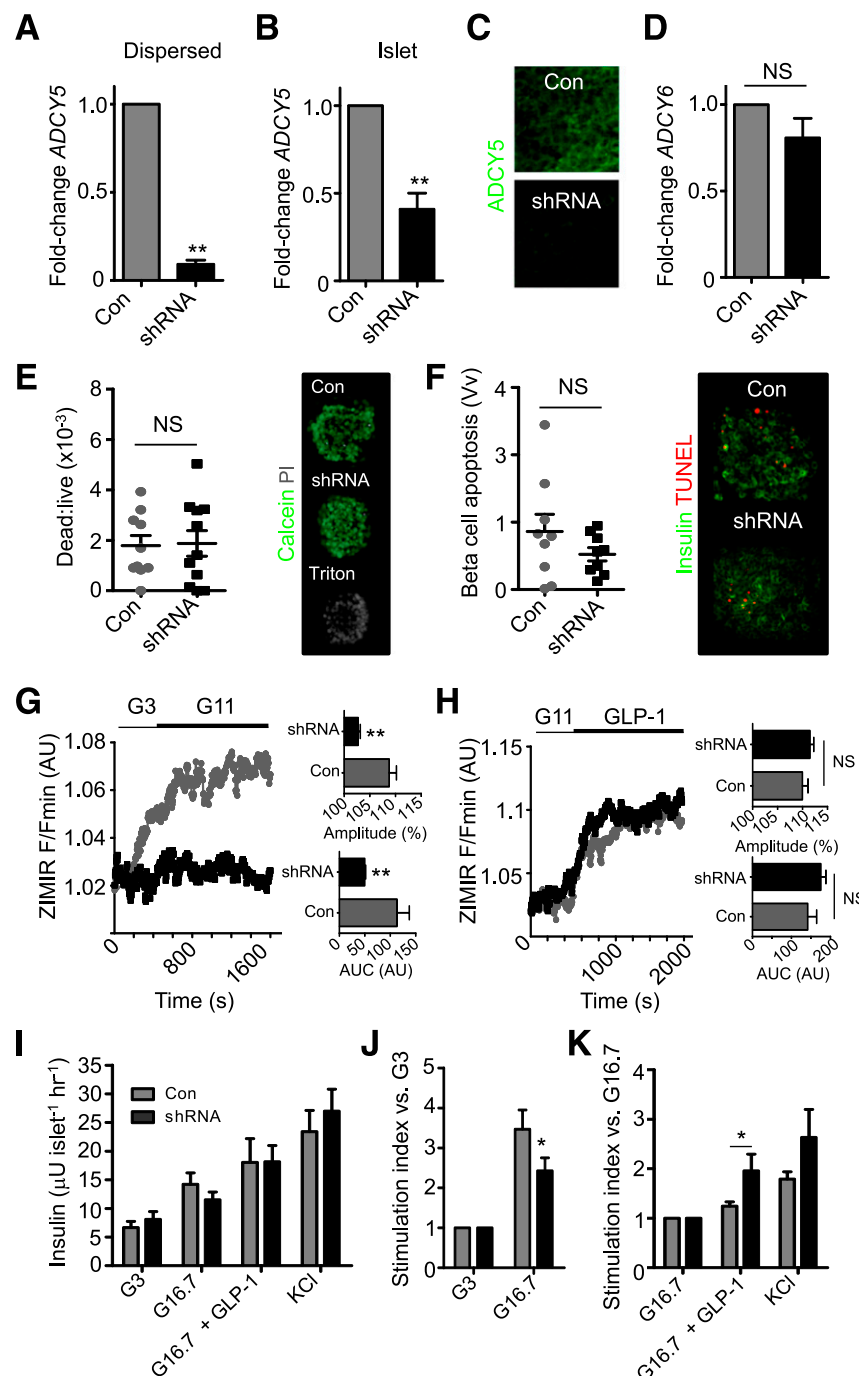 A
Dispersed
Fold-change ADCY5
1.0
0.5
0
**
Con
shRNA
B
Islet
Fold-change ADCY5
1.0
0.5
0
**
Con
shRNA
C
ADCY5
Con
shRNA
D
NS
Fold-change ADCY6
1.0
0.5
0
Con
shRNA
E
Dead:live (x10⁻³)
8
6
4
2
0
NS
Con
shRNA
Calcein PI
Con
shRNA
Triton
F
Beta cell apoptosis (Vv)
4
3
1
0
NS
Con
shRNA
Insulin TUNEL
Con
shRNA
G
G3
G11
ZIMIR F/Fmin (AU)
1.08
1.06
1.04
1.02
0
800
1600
Time (s)
shRNA
**
Con
100
105
110
115
Amplitude (%)
shRNA
**
Con
0
50
100
150
AUC (AU)
H
G11
GLP-1
ZIMIR F/Fmin (AU)
1.15
1.10
1.05
0
1000
2000
Time (s)
shRNA
Con
NS
100
105
110
115
Amplitude (%)
shRNA
Con
NS
0
100
200
AUC (AU)
I
Insulin (µU islet⁻¹ hr⁻¹)
35
30
25
20
15
10
5
0
Con
shRNA
G3
G16.7
G16.7 + GLP-1
KCl
J
Stimulation index vs. G3
5
4
3
2
1
0
*
G3
G16.7
K
Stimulation index vs. G16.7
4
3
2
1
0
*
G16.7
G16.7 + GLP-1
KCl